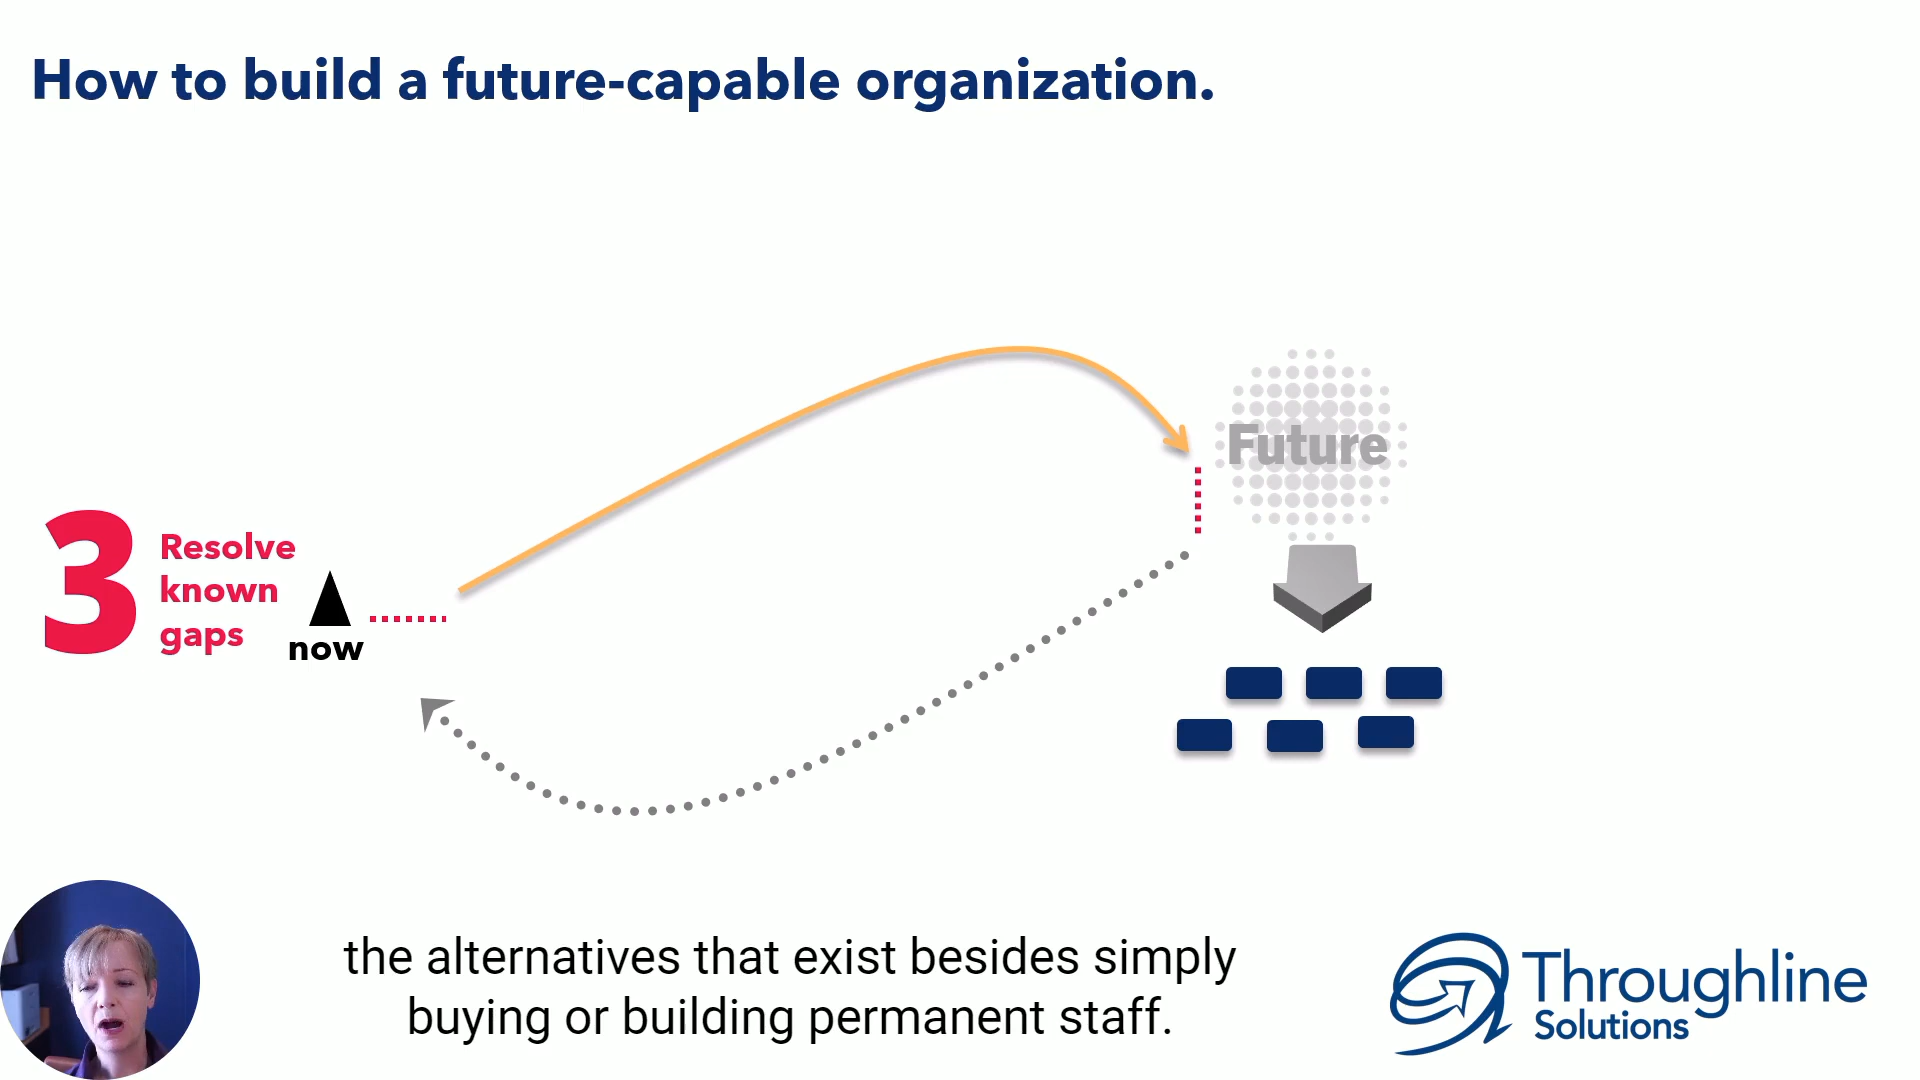 How to build a future-capable organization.
Future
3
Resolve
known
gaps
now
the alternatives that exist besides simply
buying or building permanent staff.
Throughline
Solutions